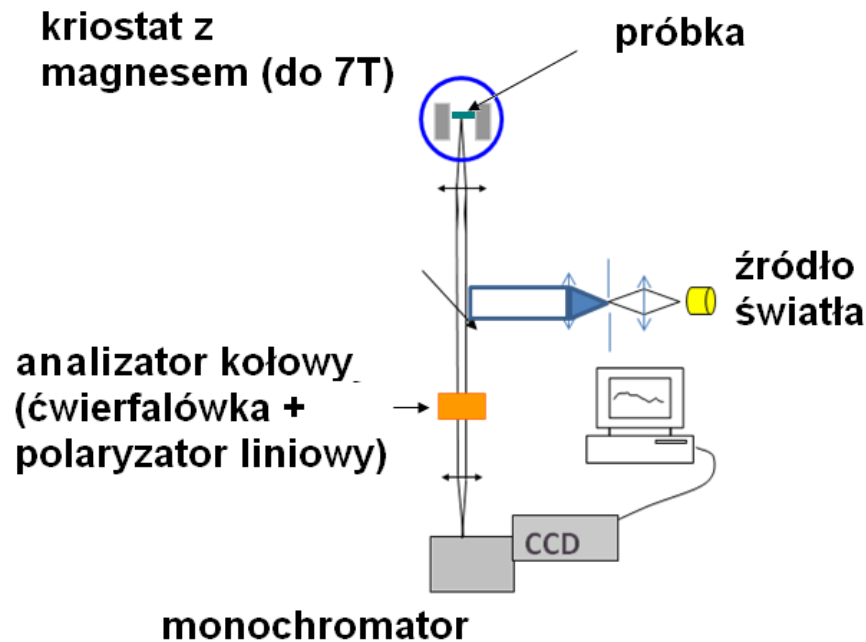 kriostat z
magnesem (do 7T)
próbka
źródło
światła
analizator kołowy
(ćwierfalówka +
polaryzator liniowy)
CCD
monochromator